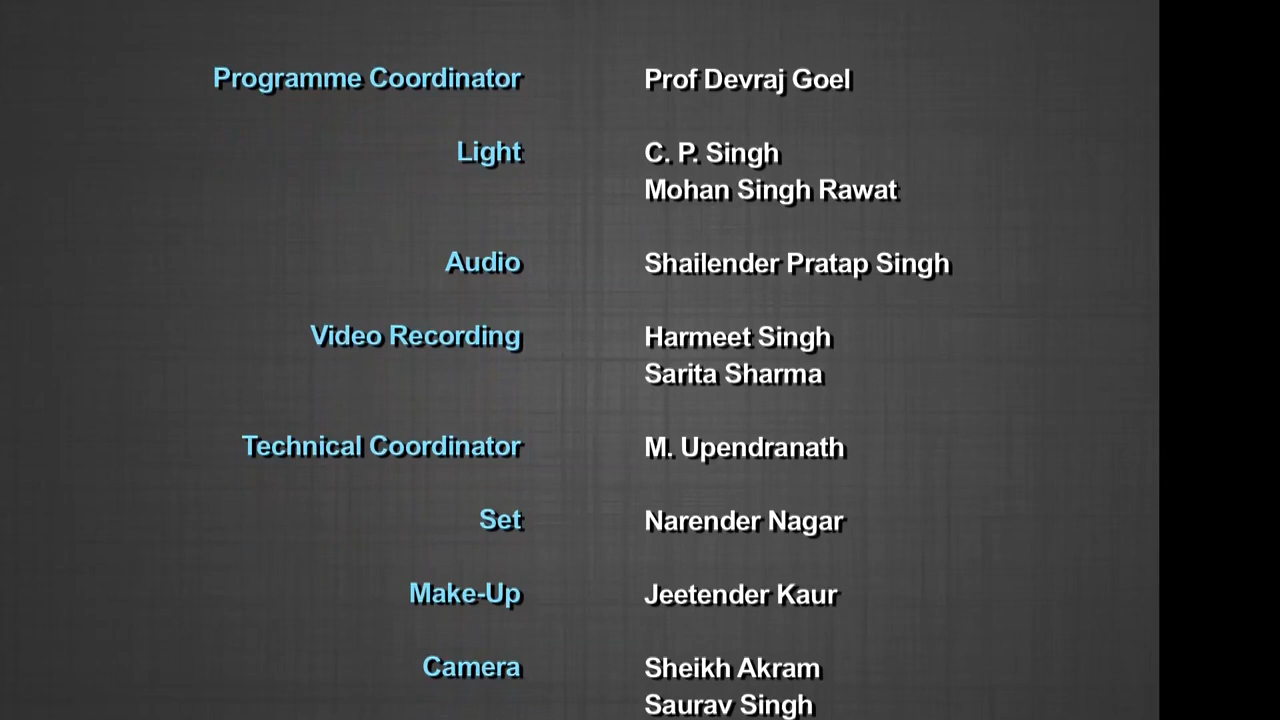 Programme Coordinator Prof Devraj Goel
Light C. P. Singh
Mohan Singh Rawat
Audio Shailender Pratap Singh
Video Recording Harmeet Singh
Sarita Sharma
Technical Coordinator M. Upendranath
Set Narender Nagar
Make-Up Jeetender Kaur
Camera Sheikh Akram
Saurav Singh